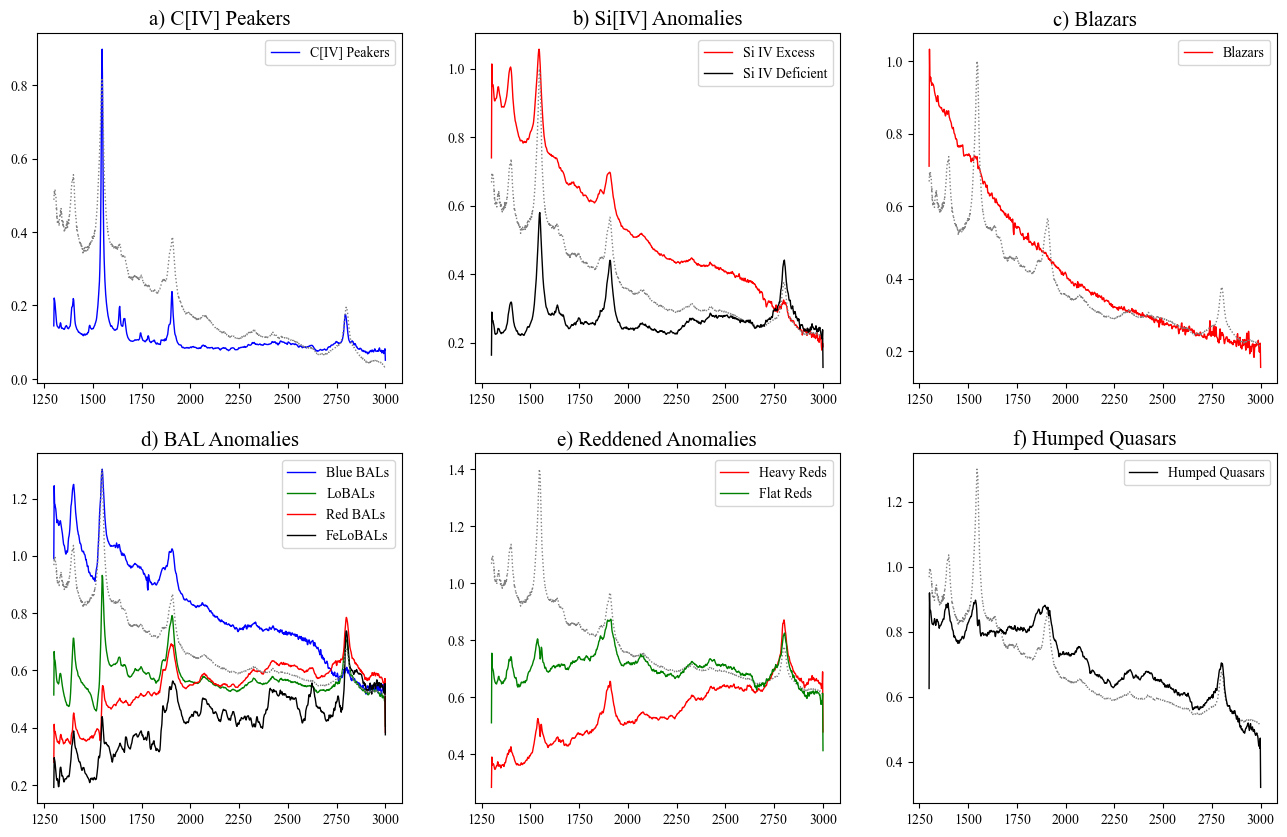 a) C[IV] Peakers
C[IV] Peakers
0.8
0.6
0.4
0.2
0.0
1250 1500 1750 2000 2250 2500 2750 3000
b) Si[IV] Anomalies
Si IV Excess
Si IV Deficient
1.0
0.8
0.6
0.4
0.2
1250 1500 1750 2000 2250 2500 2750 3000
c) Blazars
Blazars
1.0
0.8
0.6
0.4
0.2
1250 1500 1750 2000 2250 2500 2750 3000
d) BAL Anomalies
Blue BALs
LoBALs
Red BALs
FeLoBALs
1.2
1.0
0.8
0.6
0.4
0.2
1250 1500 1750 2000 2250 2500 2750 3000
e) Reddened Anomalies
Heavy Reds
Flat Reds
1.4
1.2
1.0
0.8
0.6
0.4
1250 1500 1750 2000 2250 2500 2750 3000
f) Humped Quasars
Humped Quasars
1.2
1.0
0.8
0.6
0.4
1250 1500 1750 2000 2250 2500 2750 3000